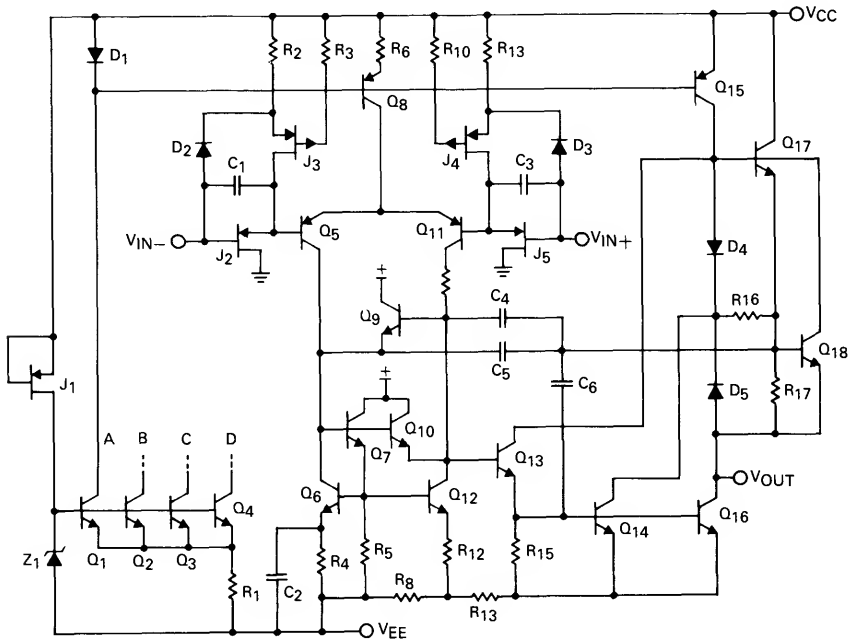 VCC
D1
R2
R3
R6
R10
R13
Q8
Q15
D2
J3
J4
D3
Q17
C1
C3
VIN−
J2
Q5
Q11
J5
VIN+
D4
+
Q9
C4
R16
C5
Q18
J1
+
C6
D5
R17
A
B
C
D
Q7
Q10
Q13
VOUT
Q4
Q6
Q12
Q14
Q16
Z1
Q1
Q2
Q3
R1
C2
R4
R5
R12
R15
R8
R13
VEE